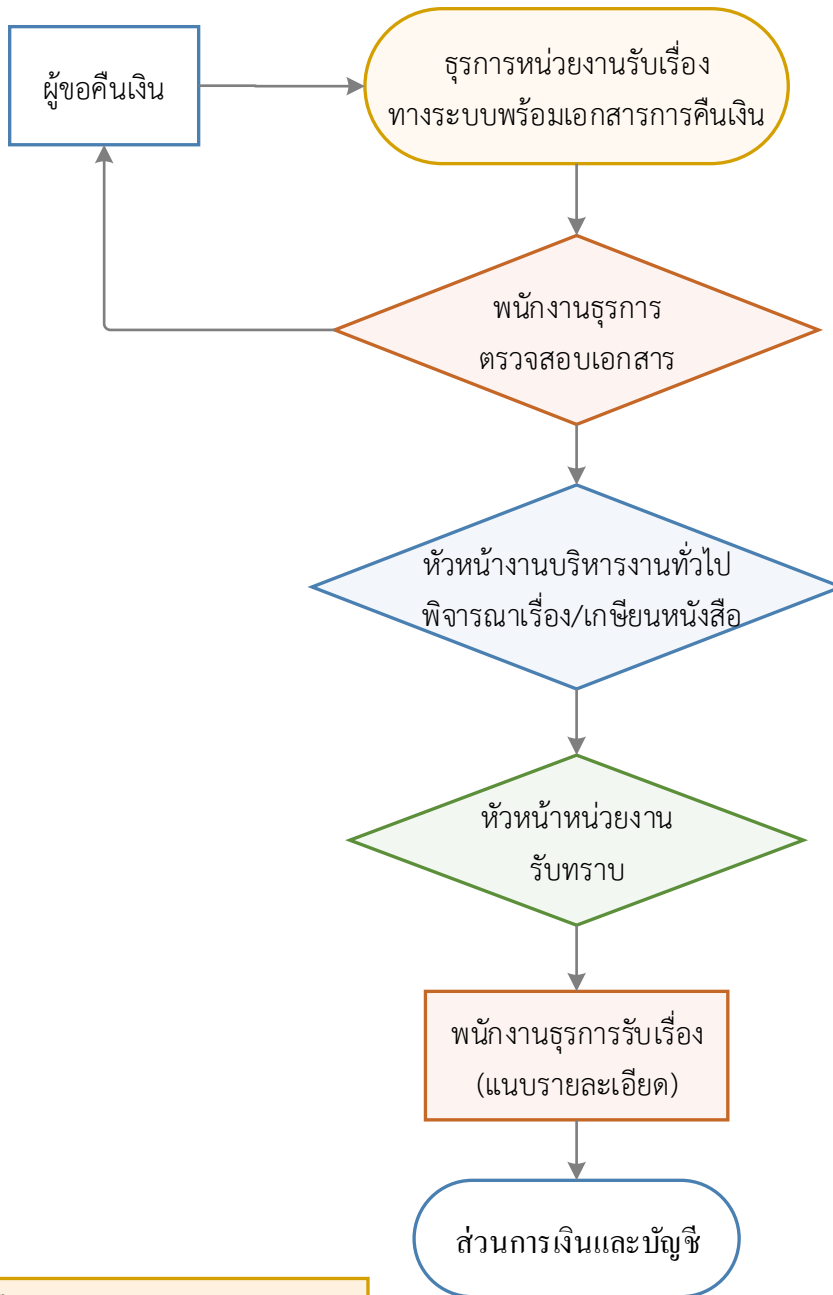 ผู้ขอคืนเงิน
ธุรการหน่วยงานรับเรื่อง
ทางระบบพร้อมเอกสารการคืนเงิน
พนักงานธุรการ
ตรวจสอบเอกสาร
หัวหน้างานบริหารงานทั่วไป
พิจารณาเรื่อง/เกษียนหนังสือ
หัวหน้าหน่วยงาน
รับทราบ
พนักงานธุรการรับเรื่อง
(แนบรายละเอียด)
ส่วนการเงินและบัญชี